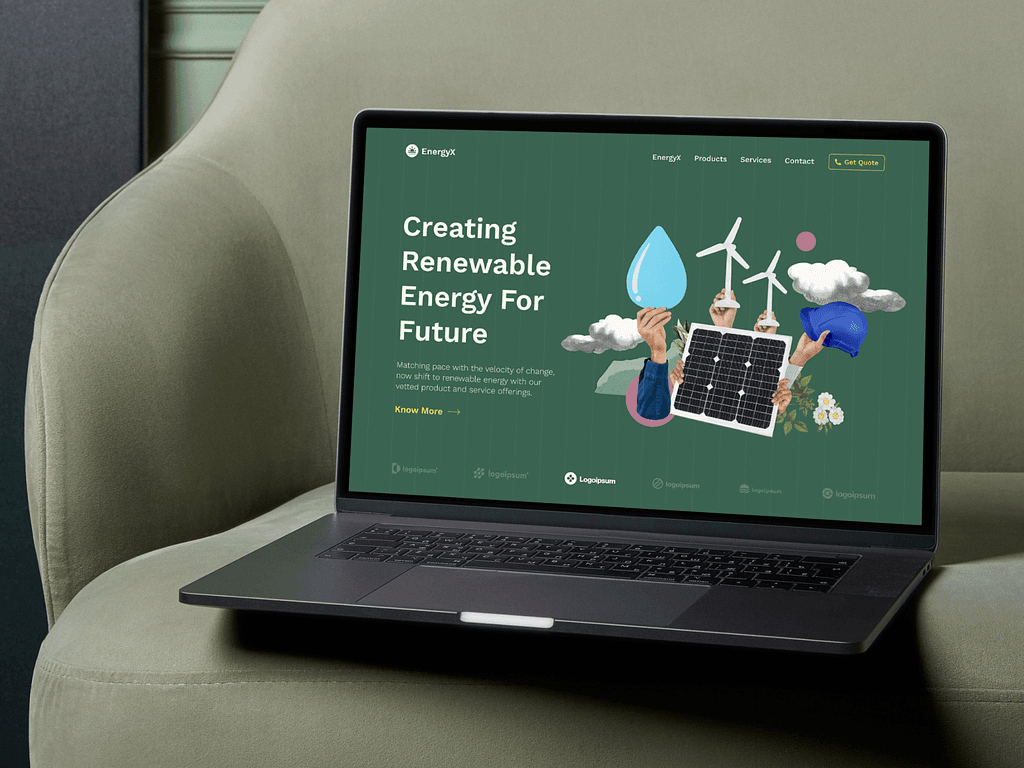 EnergyX
EnergyX Products Services Contact Get Quote
Creating
Renewable
Energy For
Future
Matching pace with the velocity of change,
now shift to renewable energy with our
vetted product and service offerings.
Know More
logoipsum logoipsum Logoipsum logoipsum logoipsum logoipsum